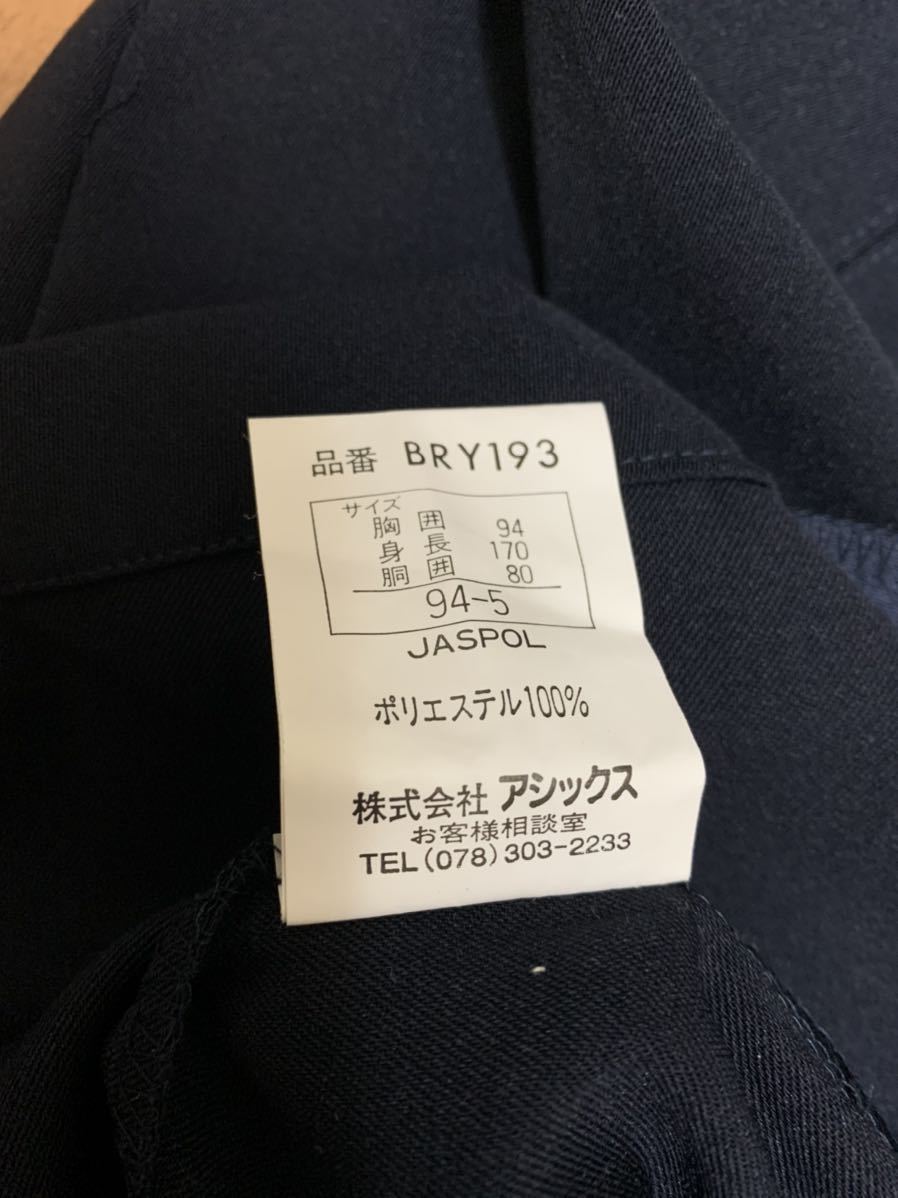 品番 BRY193
サイズ
胸囲 94
身長 170
胴囲 80
94-5
JASPOL
ポリエステル100%
株式会社 アシックス
お客様相談室
TEL(078)303-2233